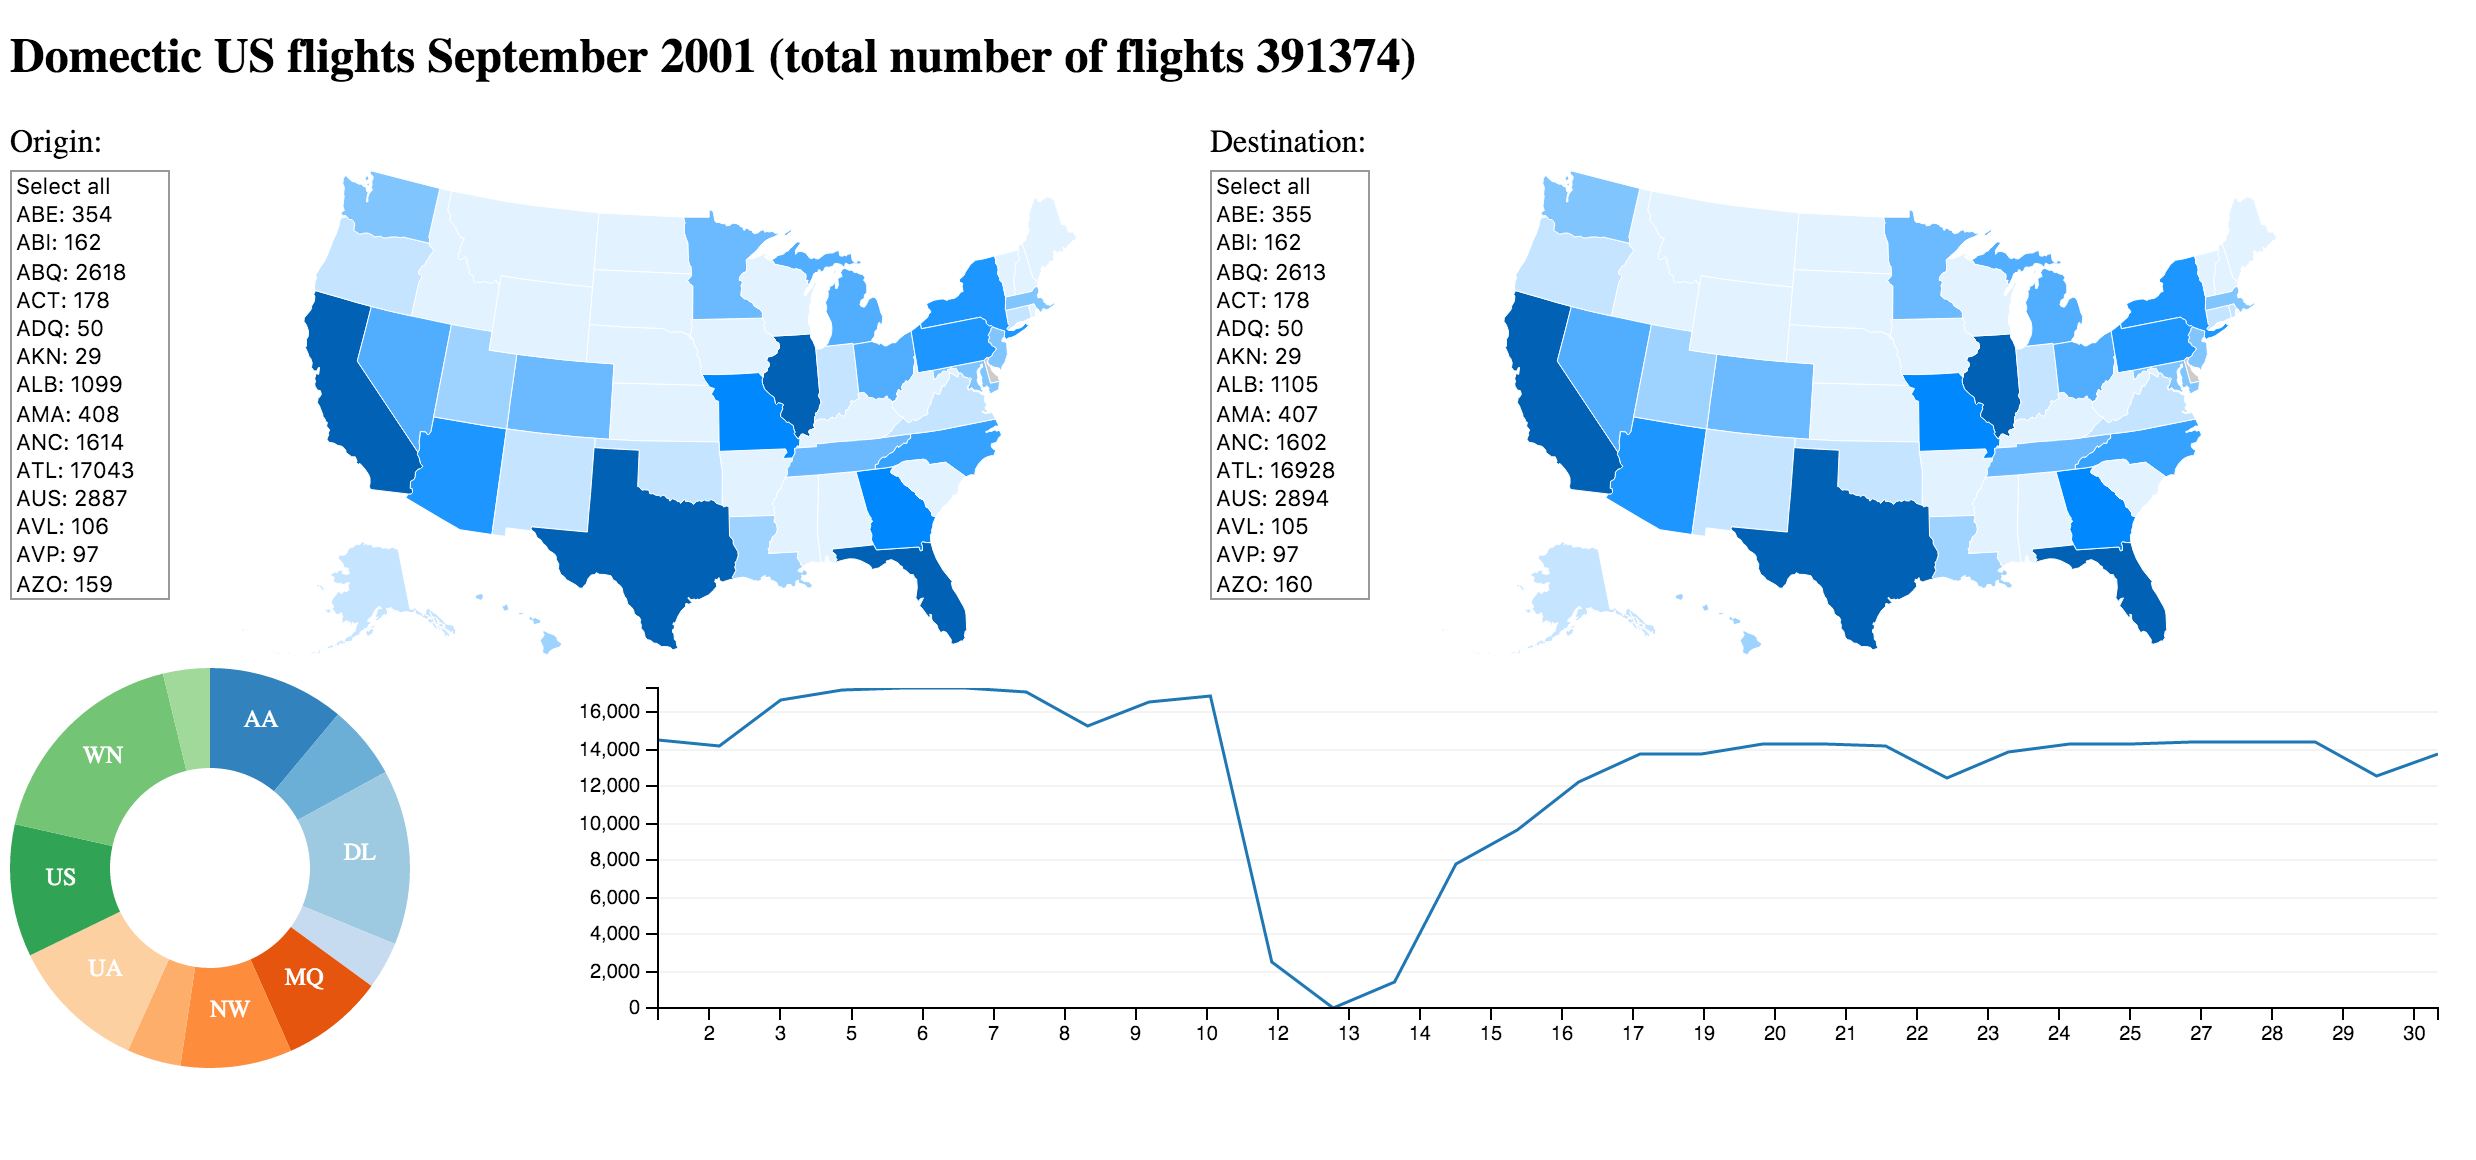 Domectic US flights September 2001 (total number of flights 391374)
Origin:
Select all
ABE: 354
ABI: 162
ABQ: 2618
ACT: 178
ADQ: 50
AKN: 29
ALB: 1099
AMA: 408
ANC: 1614
ATL: 17043
AUS: 2887
AVL: 106
AVP: 97
AZO: 159
Destination:
Select all
ABE: 355
ABI: 162
ABQ: 2613
ACT: 178
ADQ: 50
AKN: 29
ALB: 1105
AMA: 407
ANC: 1602
ATL: 16928
AUS: 2894
AVL: 105
AVP: 97
AZO: 160
AA
WN
DL
US
UA
MQ
NW
16,000
14,000
12,000
10,000
8,000
6,000
4,000
2,000
0
2 3 5 6 7 8 9 10 12 13 14 15 16 17 19 20 21 22 23 24 25 27 28 29 30